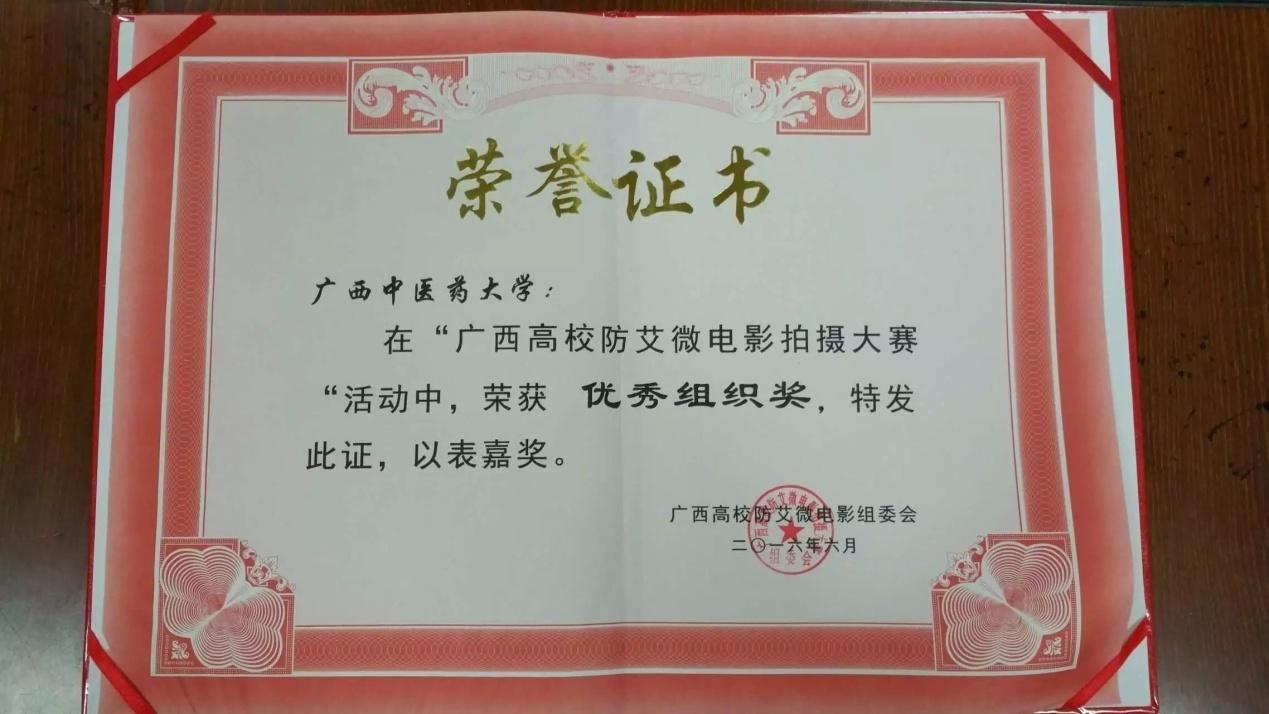 荣誉证书
广西中医药大学：
在“广西高校防艾微电影拍摄大赛
“活动中，荣获 优秀组织奖，特发
此证，以表嘉奖。
广西高校防艾微电影组委会
二〇一六年六月
组委会